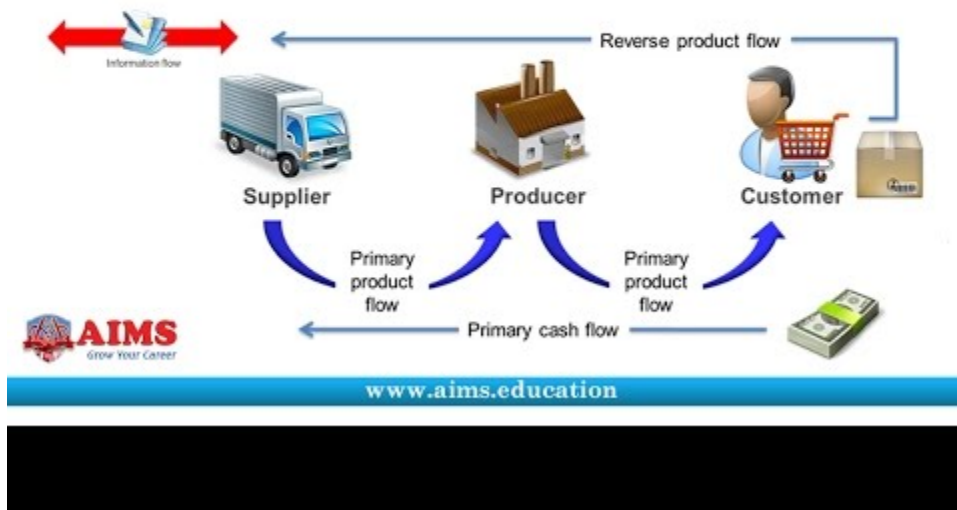 Information flow
Reverse product flow
Supplier
Producer
Customer
Primary
product
flow
Primary
product
flow
Primary cash flow
AIMS
Grow Your Career
www.aims.education